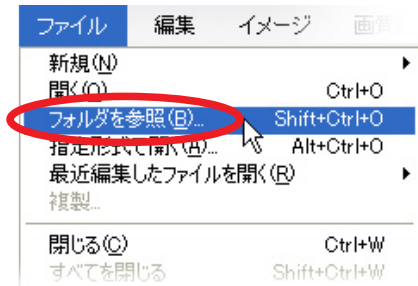 ファイル 編集 イメージ 画質
新規(N)
開く(O) Ctrl+O
フォルダを参照(B)... Shift+Ctrl+O
指定形式で開く(A)... Alt+Ctrl+O
最近編集したファイルを開く(R)
複製...
閉じる(C) Ctrl+W
すべてを閉じる Shift+Ctrl+W